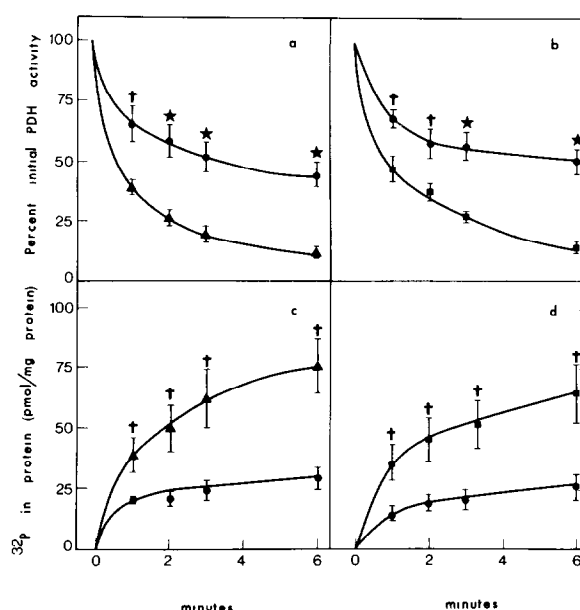 Percent initial PDH activity
100
75
50
25
0
a
†
★
★
★
b
†
†
★
★
32p in protein (pmol/mg protein)
100
75
50
25
0
c
†
†
†
†
d
†
†
†
†
0 2 4 6
0 2 4 6
minutes
minutes